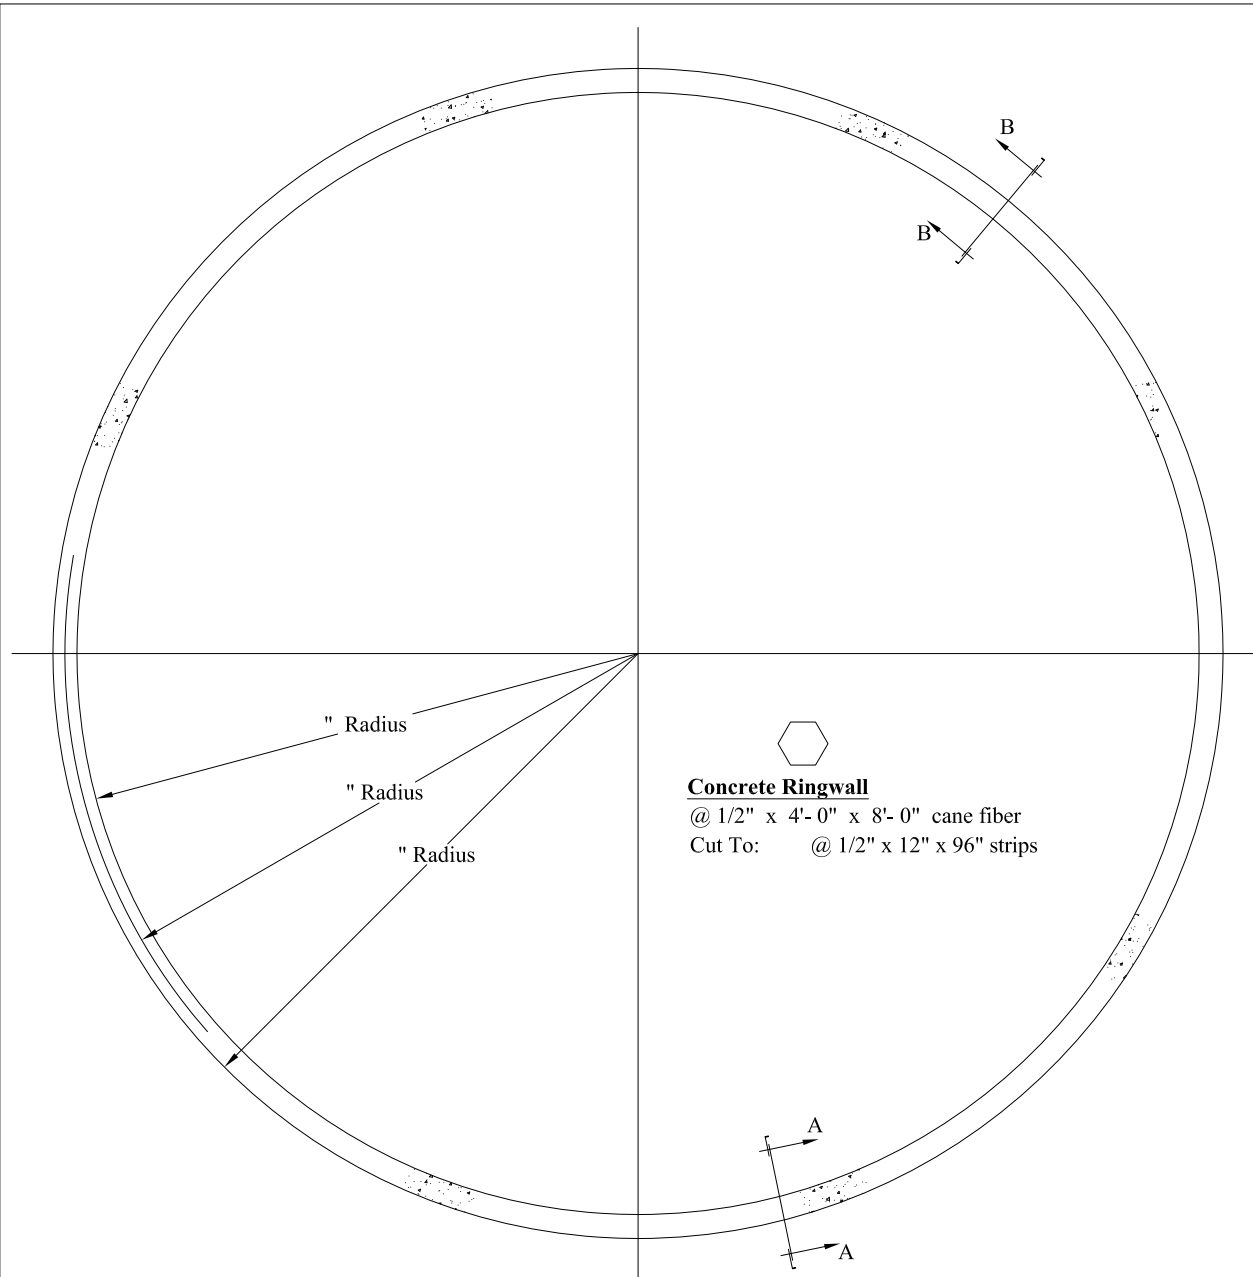 B
B
" Radius
" Radius
" Radius
Concrete Ringwall
@ 1/2" x 4'- 0" x 8'- 0" cane fiber
Cut To: @ 1/2" x 12" x 96" strips
A
A